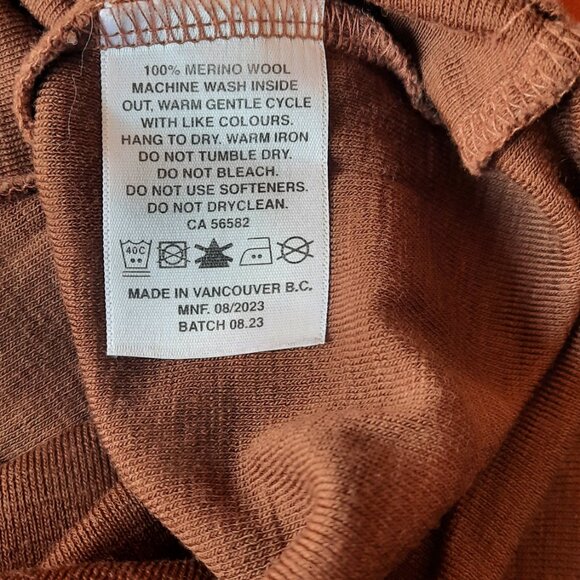 100% MERINO WOOL
MACHINE WASH INSIDE
OUT, WARM GENTLE CYCLE
WITH LIKE COLOURS.
HANG TO DRY. WARM IRON
DO NOT TUMBLE DRY.
DO NOT BLEACH.
DO NOT USE SOFTENERS.
DO NOT DRYCLEAN.
CA 56582
40C
MADE IN VANCOUVER B.C.
MNF. 08/2023
BATCH 08.23